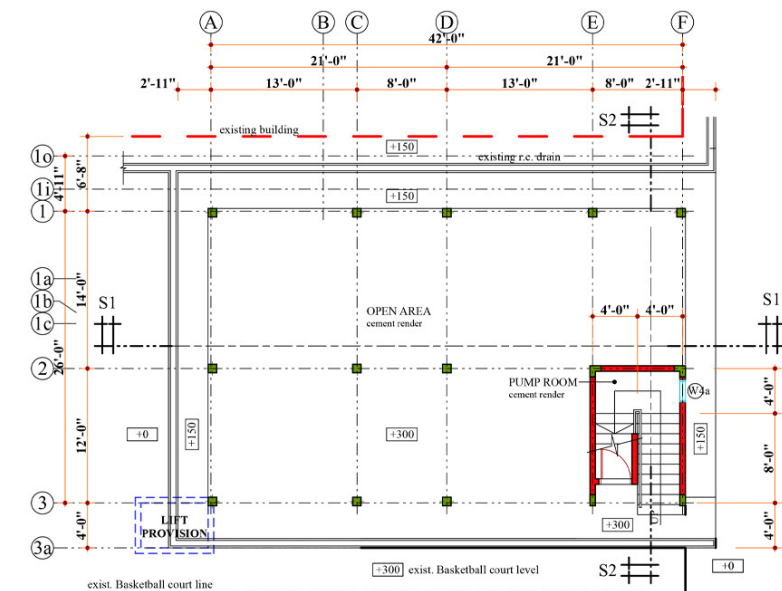 A B C D E F
42'-0"
21'-0" 21'-0"
2'-11" 13'-0" 8'-0" 13'-0" 8'-0" 2'-11"
S2
existing building
+150
1o
existing r.c. drain
4'-11"
6'-8"
1i
+150
1
1a
14'-0"
1b
S1
1c
S1
OPEN AREA
cement render
4'-0" 4'-0"
26'-0"
2
PUMP ROOM
cement render
W4a
4'-0"
12'-0"
+0
+150
+300
+150
8'-0"
3
LIFT
PROVISION
+300
4'-0"
4'-0"
3a
+300 exist. Basketball court level
S2
+0
exist. Basketball court line